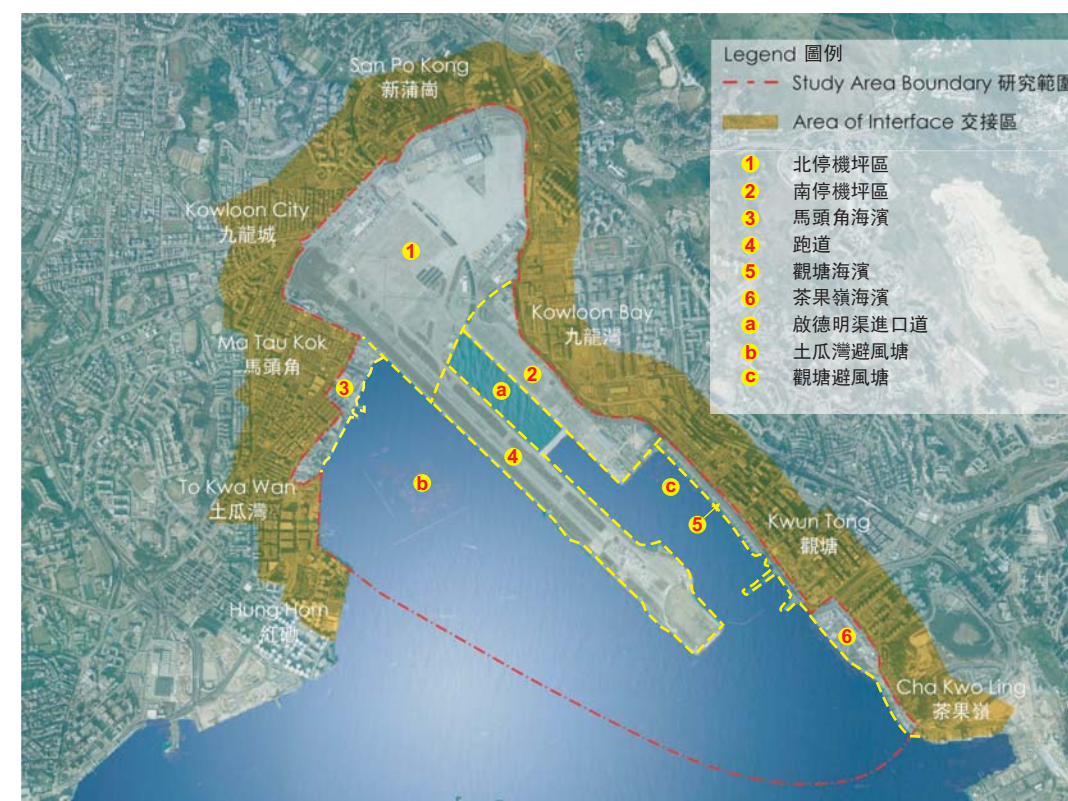 San Po Kong
新蒲崗
Kowloon City
九龍城
Kowloon Bay
九龍灣
Ma Tau Kok
馬頭角
To Kwa Wan
土瓜灣
Hung Hom
紅磡
Kwun Tong
觀塘
Cha Kwo Ling
茶果嶺
1
2
3
4
5
6
a
b
c
Legend 圖例
Study Area Boundary 研究範圍
Area of Interface 交接區
1 北停機坪區
2 南停機坪區
3 馬頭角海濱
4 跑道
5 觀塘海濱
6 茶果嶺海濱
a 啟德明渠進口道
b 土瓜灣避風塘
c 觀塘避風塘